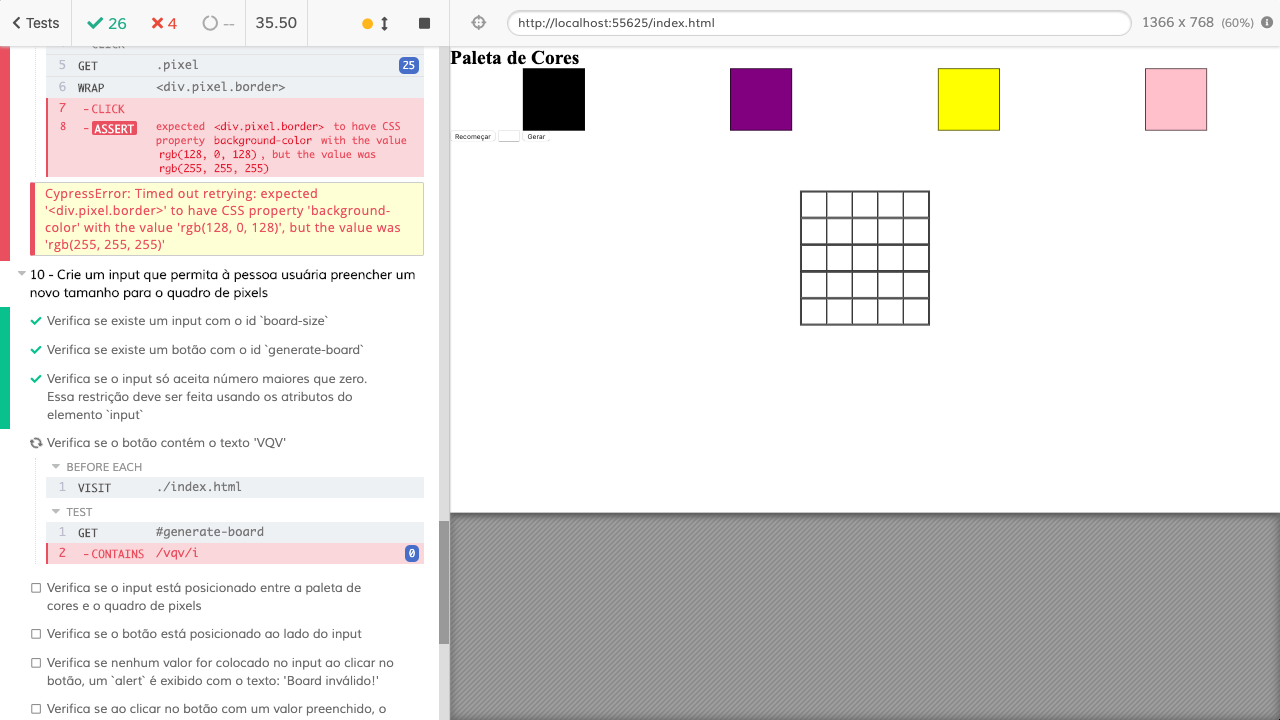 Tests
26
4
--
35.50
http://localhost:55625/index.html
1366 x 768 (60%)
5 GET .pixel 25
6 WRAP <div.pixel.border>
7 -CLICK
8 -ASSERT expected <div.pixel.border> to have CSS
property background-color with the value
rgb(128, 0, 128), but the value was
rgb(255, 255, 255)
CypressError: Timed out retrying: expected
'<div.pixel.border>' to have CSS property 'background-
color' with the value 'rgb(128, 0, 128)', but the value was
'rgb(255, 255, 255)'
10 - Crie um input que permita à pessoa usuária preencher um
novo tamanho para o quadro de pixels
Verifica se existe um input com o id `board-size`
Verifica se existe um botão com o id `generate-board`
Verifica se o input só aceita número maiores que zero.
Essa restrição deve ser feita usando os atributos do
elemento `input`
Verifica se o botão contém o texto 'VQV'
BEFORE EACH
1 VISIT ./index.html
TEST
1 GET #generate-board
2 -CONTAINS /vqv/i 0
Verifica se o input está posicionado entre a paleta de
cores e o quadro de pixels
Verifica se o botão está posicionado ao lado do input
Verifica se nenhum valor for colocado no input ao clicar no
botão, um `alert` é exibido com o texto: 'Board inválido!'
Verifica se ao clicar no botão com um valor preenchido, o
Paleta de Cores
Recomeçar
Gerar